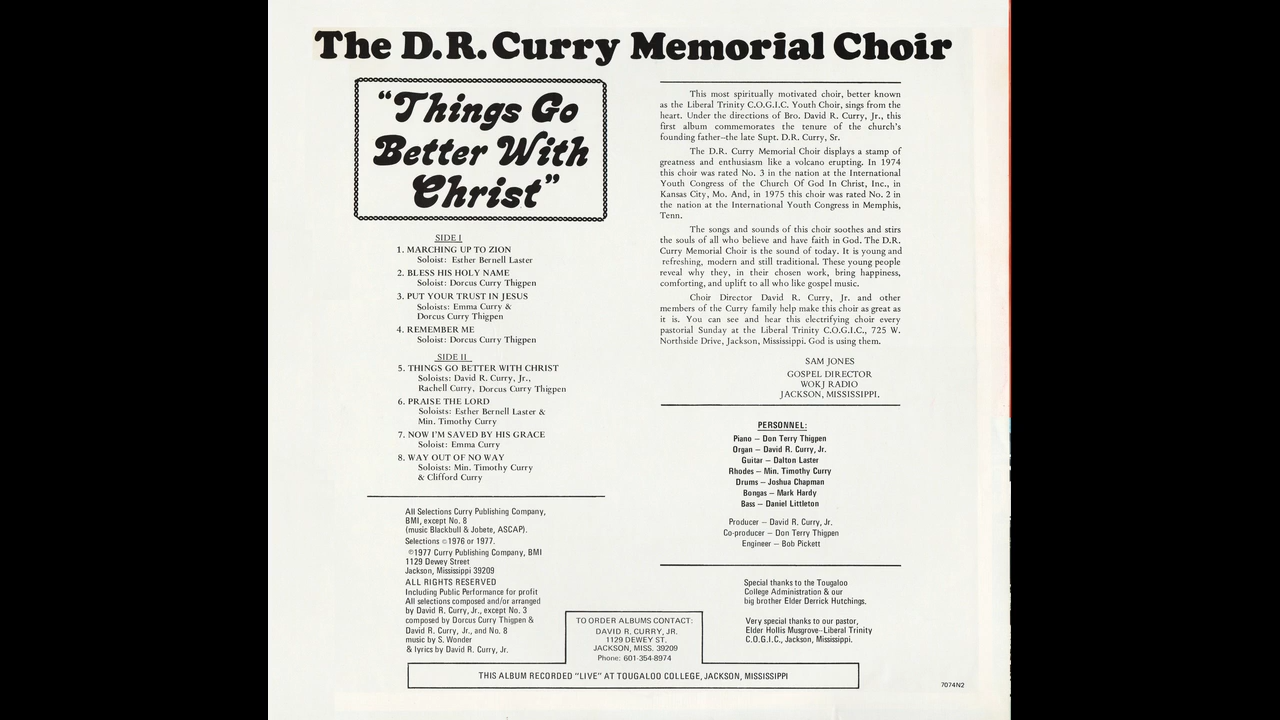 The D.R. Curry Memorial Choir
"Things Go
Better With
Christ"
SIDE I
1. MARCHING UP TO ZION
Soloist: Esther Bernell Laster
2. BLESS HIS HOLY NAME
Soloist: Dorcus Curry Thigpen
3. PUT YOUR TRUST IN JESUS
Soloists: Emma Curry &
Dorcus Curry Thigpen
4. REMEMBER ME
Soloist: Dorcus Curry Thigpen
SIDE II
5. THINGS GO BETTER WITH CHRIST
Soloists: David R. Curry, Jr.,
Rachell Curry, Dorcus Curry Thigpen
6. PRAISE THE LORD
Soloists: Esther Bernell Laster &
Min. Timothy Curry
7. NOW I'M SAVED BY HIS GRACE
Soloist: Emma Curry
8. WAY OUT OF NO WAY
Soloists: Min. Timothy Curry
& Clifford Curry
All Selections Curry Publishing Company,
BMI, except No. 8
(music Blackbull & Jobete, ASCAP).
Selections ©1976 or 1977.
©1977 Curry Publishing Company, BMI
1129 Dewey Street
Jackson, Mississippi 39209
ALL RIGHTS RESERVED
Including Public Performance for profit
All selections composed and/or arranged
by David R. Curry, Jr., except No. 3
composed by Dorcus Curry Thigpen &
David R. Curry, Jr., and No. 8
music by S. Wonder
& lyrics by David R. Curry, Jr.
This most spiritually motivated choir, better known
as the Liberal Trinity C.O.G.I.C. Youth Choir, sings from the
heart. Under the directions of Bro. David R. Curry, Jr., this
first album commemorates the tenure of the church's
founding father—the late Supt. D.R. Curry, Sr.
The D.R. Curry Memorial Choir displays a stamp of
greatness and enthusiasm like a volcano erupting. In 1974
this choir was rated No. 3 in the nation at the International
Youth Congress of the Church Of God In Christ, Inc., in
Kansas City, Mo. And, in 1975 this choir was rated No. 2 in
the nation at the International Youth Congress in Memphis,
Tenn.
The songs and sounds of this choir soothes and stirs
the souls of all who believe and have faith in God. The D.R.
Curry Memorial Choir is the sound of today. It is young and
refreshing, modern and still traditional. These young people
reveal why they, in their chosen work, bring happiness,
comforting, and uplift to all who like gospel music.
Choir Director David R. Curry, Jr. and other
members of the Curry family help make this choir as great as
it is. You can see and hear this electrifying choir every
pastorial Sunday at the Liberal Trinity C.O.G.I.C., 725 W.
Northside Drive, Jackson, Mississippi. God is using them.
SAM JONES
GOSPEL DIRECTOR
WOKJ RADIO
JACKSON, MISSISSIPPI.
PERSONNEL:
Piano — Don Terry Thigpen
Organ — David R. Curry, Jr.
Guitar — Dalton Laster
Rhodes — Min. Timothy Curry
Drums — Joshua Chapman
Bongas — Mark Hardy
Bass — Daniel Littleton
Producer — David R. Curry, Jr.
Co-producer — Don Terry Thigpen
Engineer — Bob Pickett
Special thanks to the Tougaloo
College Administration & our
big brother Elder Derrick Hutchings.
Very special thanks to our pastor,
Elder Hollis Musgrove—Liberal Trinity
C.O.G.I.C., Jackson, Mississippi.
TO ORDER ALBUMS CONTACT:
DAVID R. CURRY, JR.
1129 DEWEY ST.
JACKSON, MISS. 39209
Phone: 601-354-8974
THIS ALBUM RECORDED "LIVE" AT TOUGALOO COLLEGE, JACKSON, MISSISSIPPI
7074N2